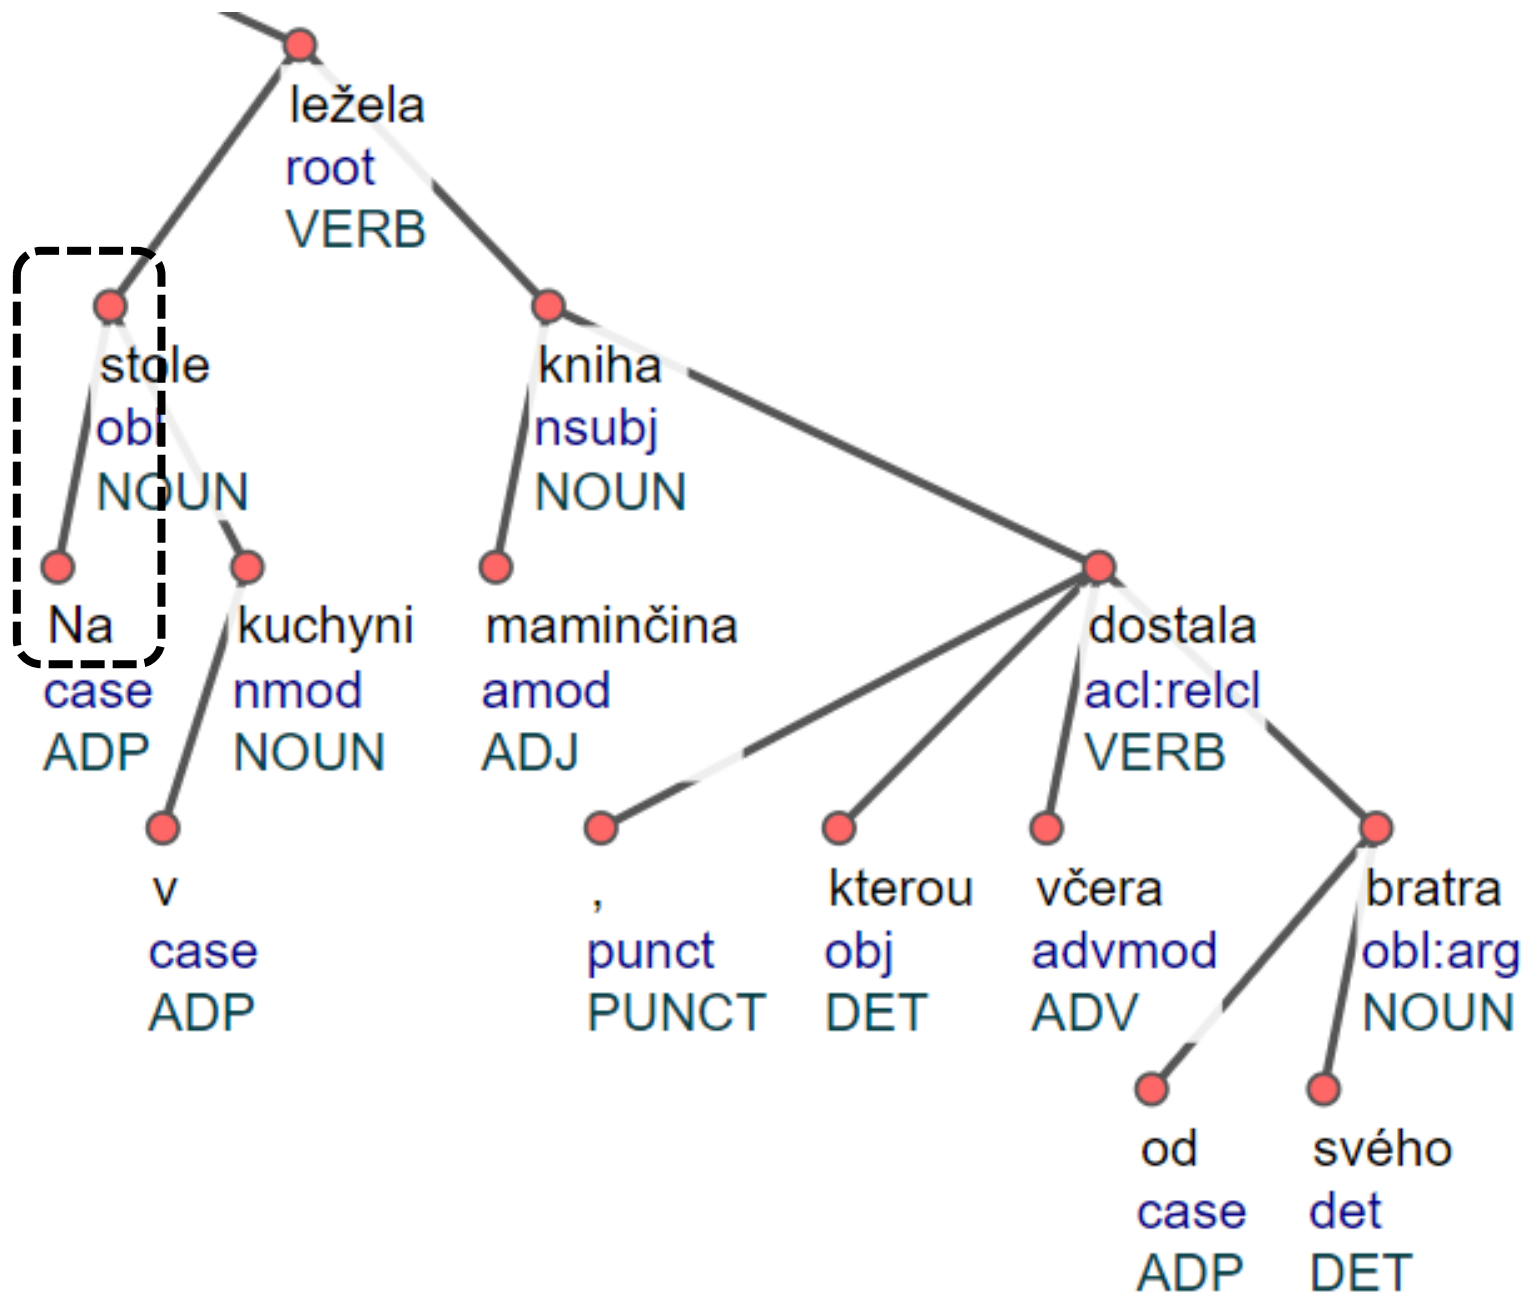 ležela
root
VERB
stole
obl
NOUN
kniha
nsubj
NOUN
Na
case
ADP
kuchyni
nmod
NOUN
maminčina
amod
ADJ
dostala
acl:relcl
VERB
v
case
ADP
,
punct
PUNCT
kterou
obj
DET
včera
advmod
ADV
bratra
obl:arg
NOUN
od
case
ADP
svého
det
DET